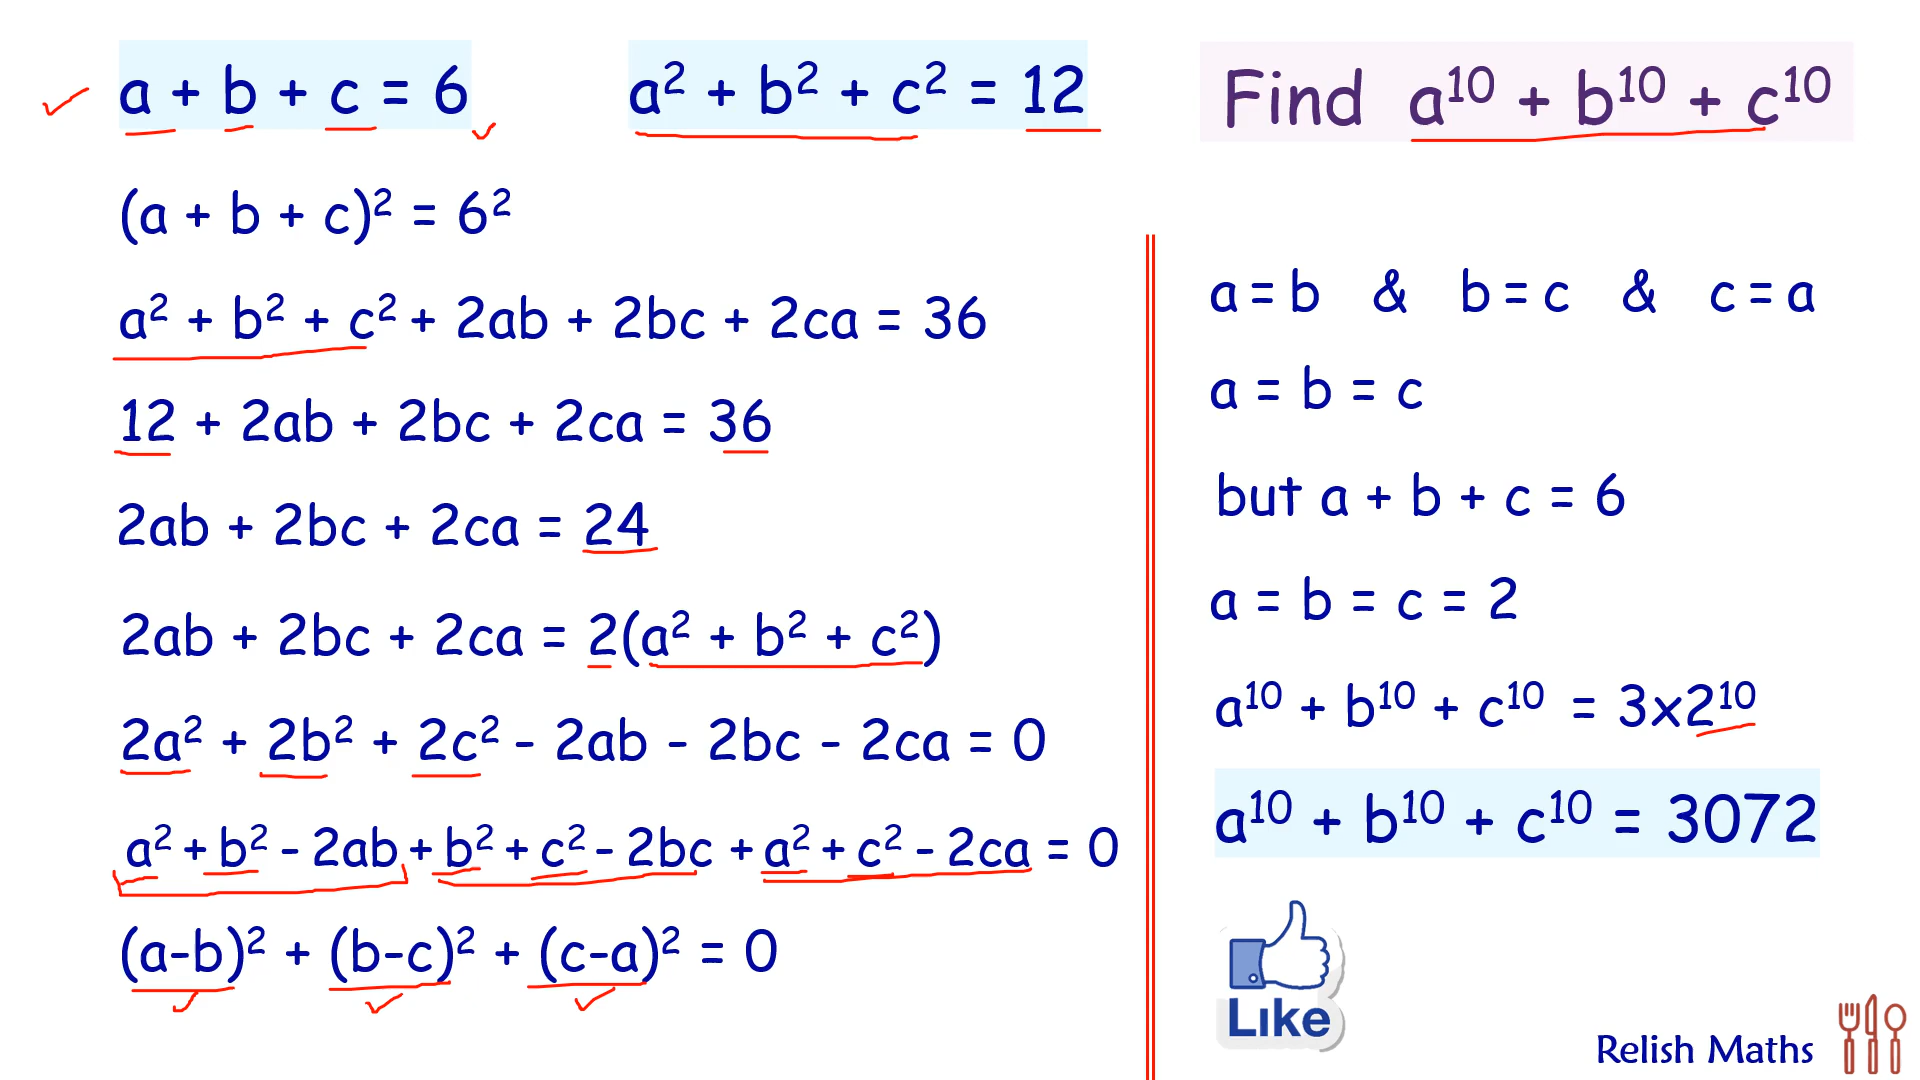 a + b + c = 6
a² + b² + c² = 12
Find a¹⁰ + b¹⁰ + c¹⁰
(a + b + c)² = 6²
a² + b² + c² + 2ab + 2bc + 2ca = 36
12 + 2ab + 2bc + 2ca = 36
2ab + 2bc + 2ca = 24
2ab + 2bc + 2ca = 2(a² + b² + c²)
2a² + 2b² + 2c² - 2ab - 2bc - 2ca = 0
a² + b² - 2ab + b² + c² - 2bc + a² + c² - 2ca = 0
(a-b)² + (b-c)² + (c-a)² = 0
a = b & b = c & c = a
a = b = c
but a + b + c = 6
a = b = c = 2
a¹⁰ + b¹⁰ + c¹⁰ = 3x2¹⁰
a¹⁰ + b¹⁰ + c¹⁰ = 3072
Like
Relish Maths